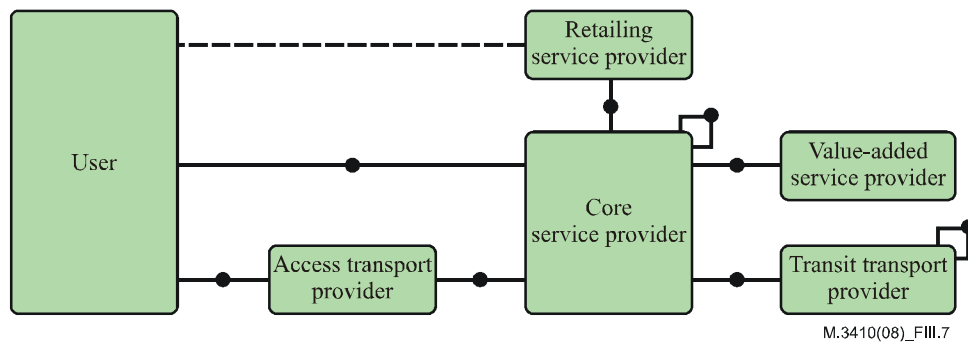 Retailing
service provider
User
Value-added
service provider
Core
service provider
Access transport
provider
Transit transport
provider
M.3410(08)_FIII.7